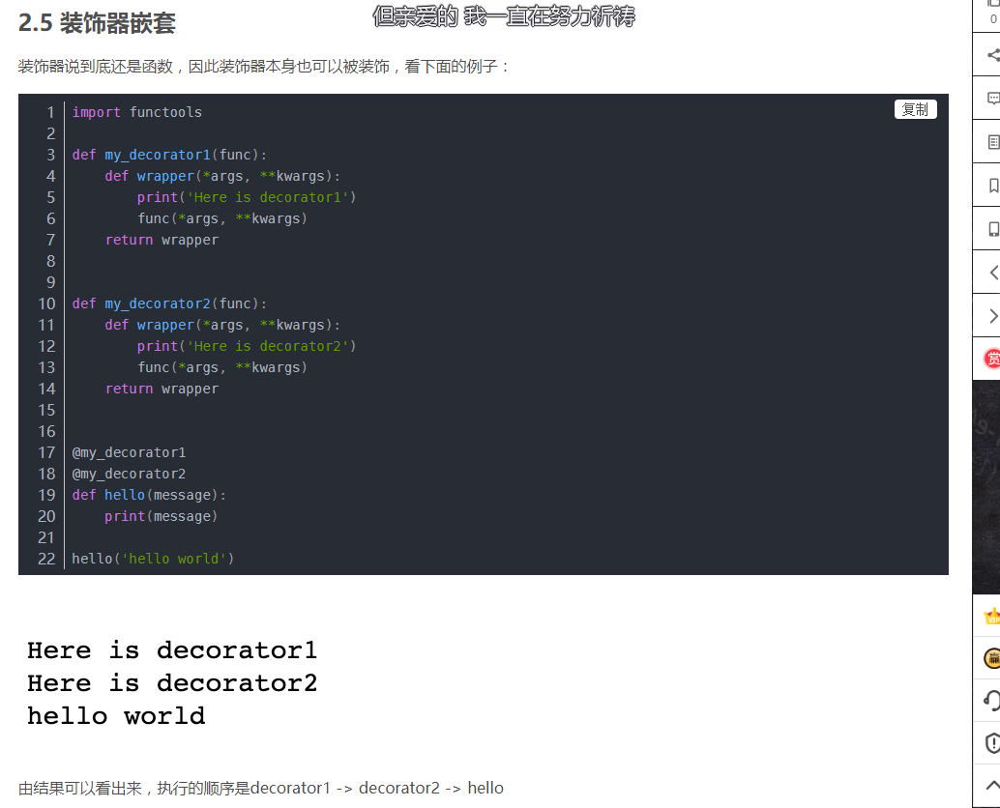 但亲爱的 我一直在努力祈祷
2.5 装饰器嵌套
0
装饰器说到底还是函数，因此装饰器本身也可以被装饰，看下面的例子：
复制
1 import functools
2
3 def my_decorator1(func):
4     def wrapper(*args, **kwargs):
5         print('Here is decorator1')
6         func(*args, **kwargs)
7     return wrapper
8
9
10 def my_decorator2(func):
11     def wrapper(*args, **kwargs):
12         print('Here is decorator2')
13         func(*args, **kwargs)
14     return wrapper
15
16
17 @my_decorator1
18 @my_decorator2
19 def hello(message):
20     print(message)
21
22 hello('hello world')
赏
Here is decorator1
Here is decorator2
hello world
由结果可以看出来，执行的顺序是decorator1 -> decorator2 -> hello